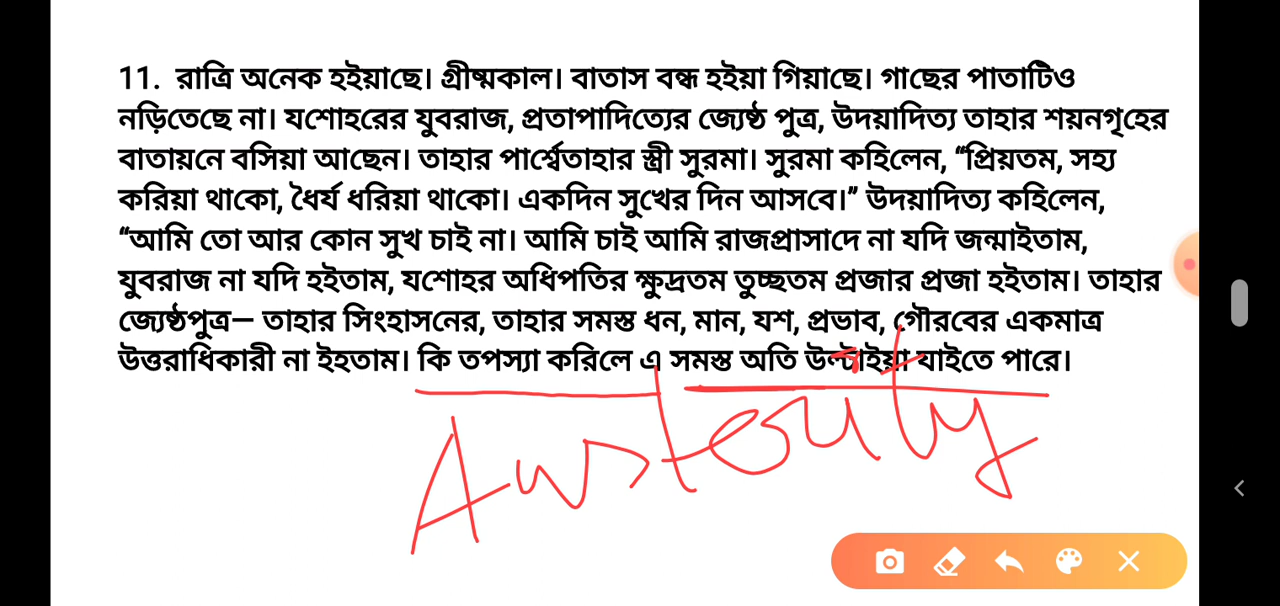 11. রাত্রি অনেক হইয়াছে। গ্রীষ্মকাল। বাতাস বন্ধ হইয়া গিয়াছে। গাছের পাতাটিও
নড়িতেছে না। যশোহরের যুবরাজ, প্রতাপাদিত্যের জ্যেষ্ঠ পুত্র, উদয়াদিত্য তাহার শয়নগৃহের
বাতায়নে বসিয়া আছেন। তাহার পার্শ্বেতাহার স্ত্রী সুরমা। সুরমা কহিলেন, “প্রিয়তম, সহ্য
করিয়া থাকো, ধৈর্য ধরিয়া থাকো। একদিন সুখের দিন আসবে।” উদয়াদিত্য কহিলেন,
“আমি তো আর কোন সুখ চাই না। আমি চাই আমি রাজপ্রাসাদে না যদি জন্মাইতাম,
যুবরাজ না যদি হইতাম, যশোহর অধিপতির ক্ষুদ্রতম তুচ্ছতম প্রজার প্রজা হইতাম। তাহার
জ্যেষ্ঠপুত্র— তাহার সিংহাসনের, তাহার সমস্ত ধন, মান, যশ, প্রভাব, গৌরবের একমাত্র
উত্তরাধিকারী না ইহতাম। কি তপস্যা করিলে এ সমস্ত অতি উল্টাইয়া যাইতে পারে।
Austerity